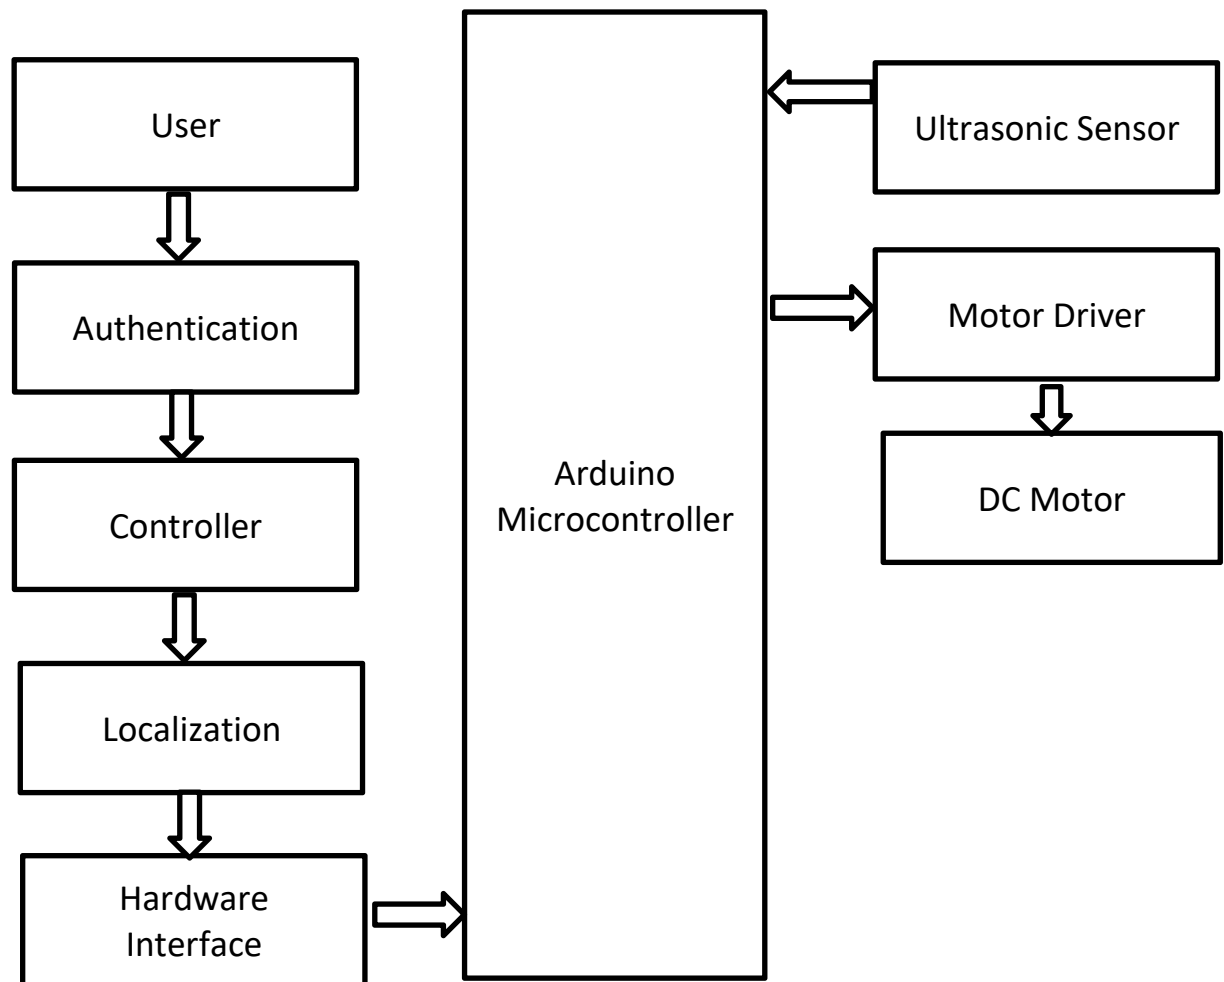 User
Authentication
Controller
Localization
Hardware
Interface
Arduino
Microcontroller
Ultrasonic Sensor
Motor Driver
DC Motor